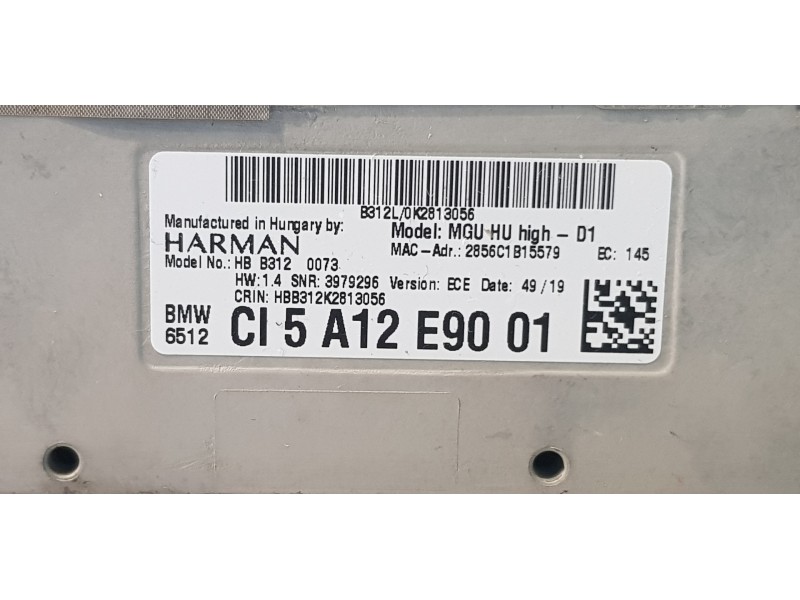 B312L/0K2813056
Manufactured in Hungary by: Model: MGU HU high – D1
HARMAN MAC–Adr.: 2856C1B15579 EC: 145
Model No.: HB B312 0073
HW:1.4 SNR: 3979296 Version: ECE Date: 49/19
CRIN: HBB312K2813056
BMW
6512 CI 5 A12 E90 01